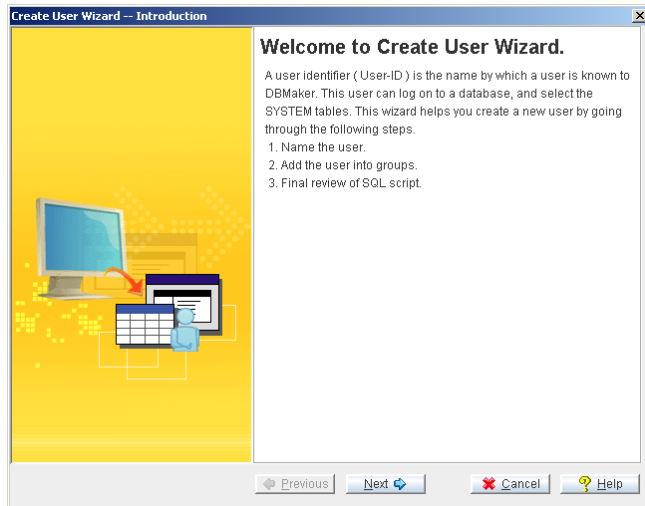 Create User Wizard -- Introduction
Welcome to Create User Wizard.
A user identifier ( User-ID ) is the name by which a user is known to
DBMaker. This user can log on to a database, and select the
SYSTEM tables. This wizard helps you create a new user by going
through the following steps.
1. Name the user.
2. Add the user into groups.
3. Final review of SQL script.
Previous Next Cancel Help